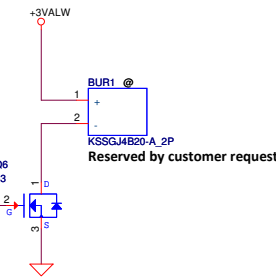 +3VALW
BUR1 @
1
+
2
-
KSSGJ4B20-A_2P
Reserved by customer request
1
D
2
G
3
S